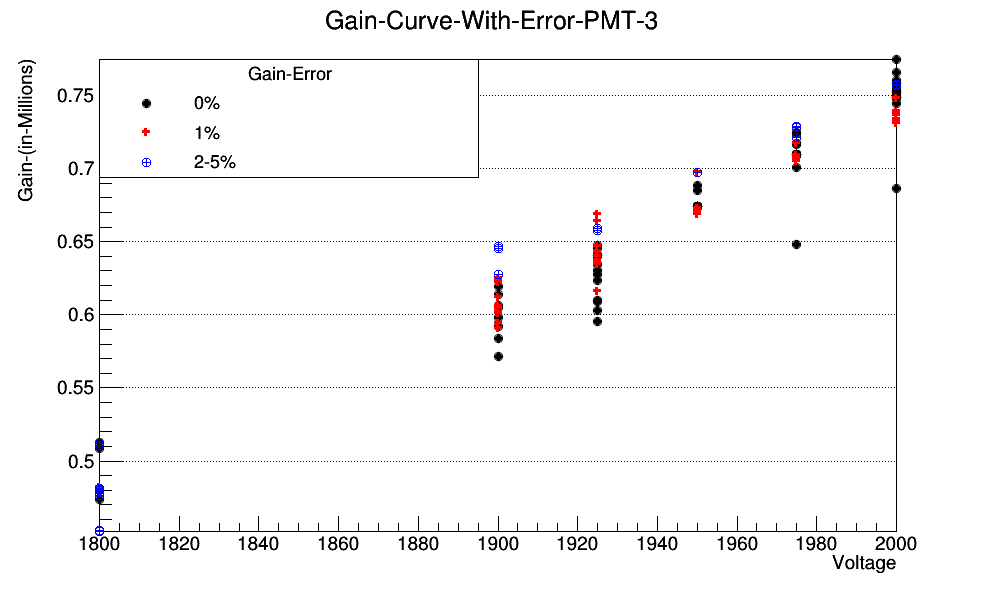 Gain-Curve-With-Error-PMT-3
Gain-(in-Millions)
Gain-Error
0%
1%
2-5%
0.75
0.7
0.65
0.6
0.55
0.5
1800 1820 1840 1860 1880 1900 1920 1940 1960 1980 2000
Voltage